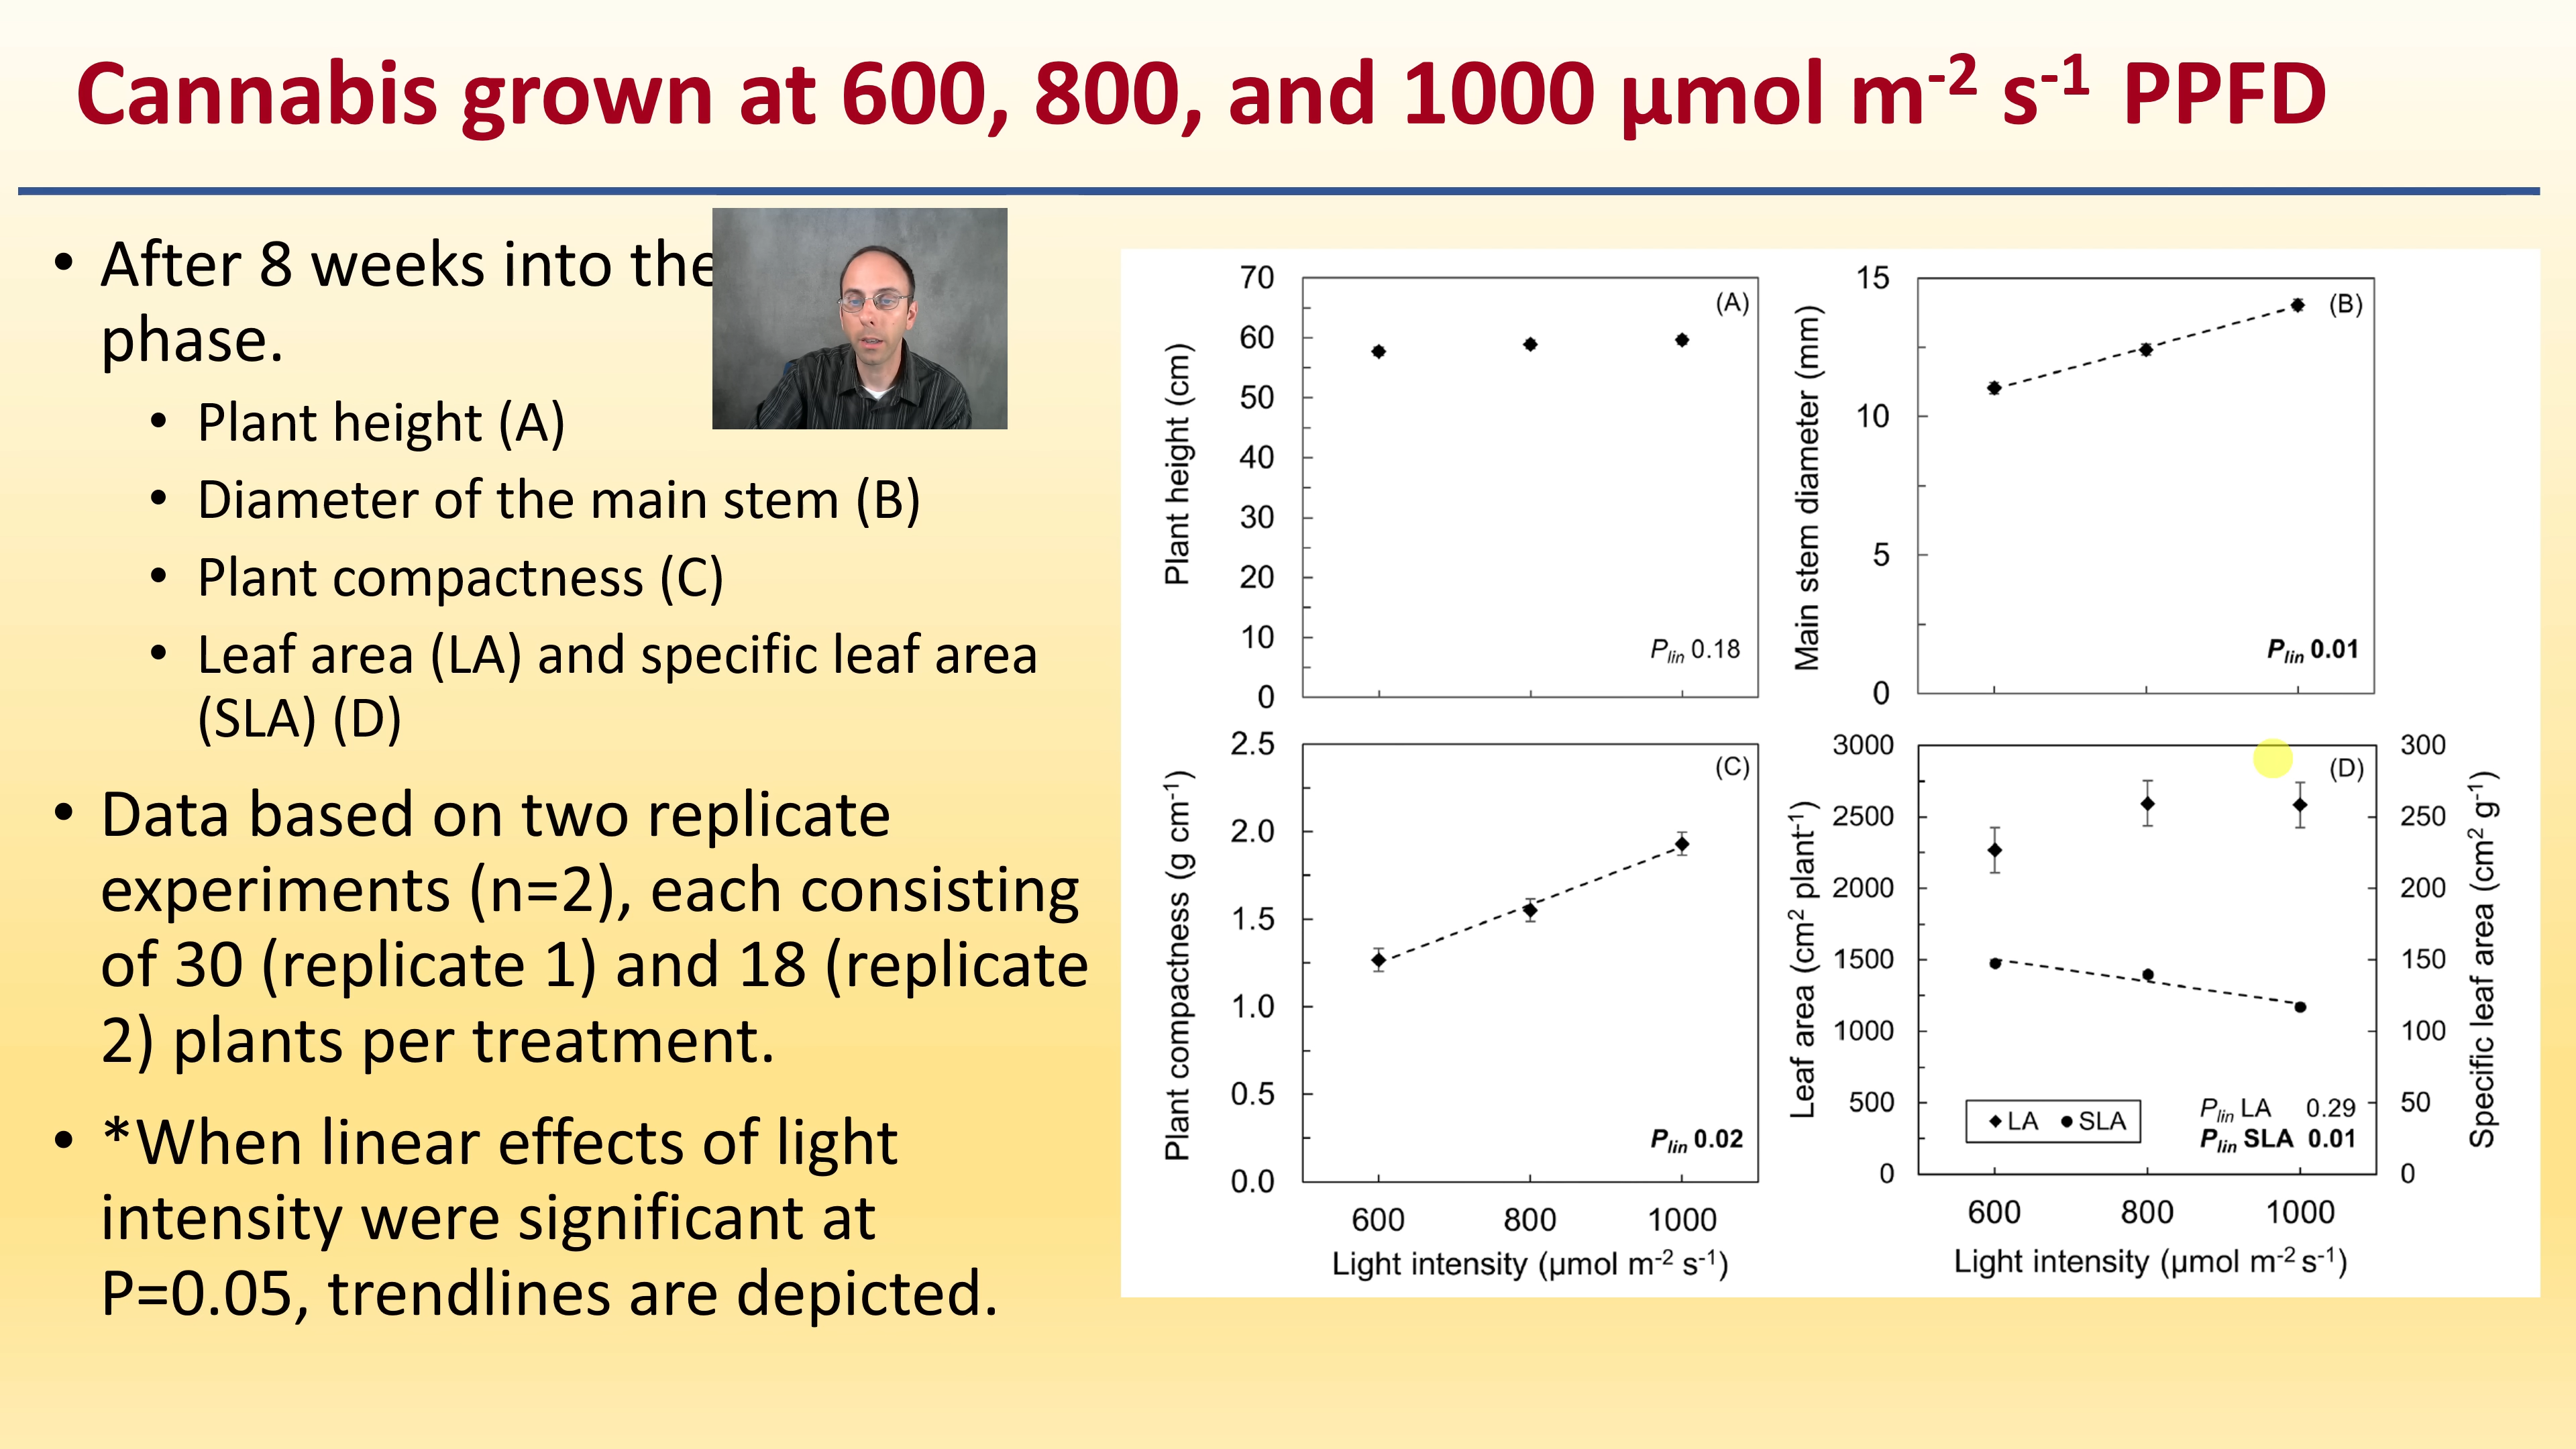 Cannabis grown at 600, 800, and 1000 µmol m-2 s-1 PPFD
• After 8 weeks into the
phase.
• Plant height (A)
• Diameter of the main stem (B)
• Plant compactness (C)
• Leaf area (LA) and specific leaf area
(SLA) (D)
• Data based on two replicate
experiments (n=2), each consisting
of 30 (replicate 1) and 18 (replicate
2) plants per treatment.
• *When linear effects of light
intensity were significant at
P=0.05, trendlines are depicted.
Plant height (cm)
70
60
50
40
30
20
10
0
(A)
Plin 0.18
Main stem diameter (mm)
15
10
5
0
(B)
Plin 0.01
Plant compactness (g cm-1)
2.5
2.0
1.5
1.0
0.5
0.0
(C)
Plin 0.02
600 800 1000
Light intensity (µmol m-2 s-1)
Leaf area (cm2 plant-1)
3000
2500
2000
1500
1000
500
0
(D)
LA SLA
Plin LA 0.29
Plin SLA 0.01
300
250
200
150
100
50
0
Specific leaf area (cm2 g-1)
600 800 1000
Light intensity (µmol m-2 s-1)